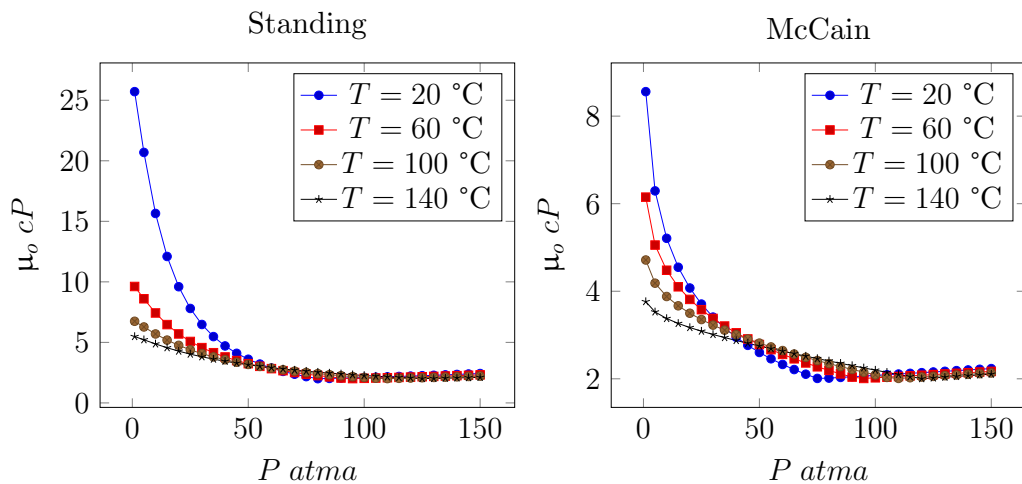 Standing
25
20
15
10
5
0
0 50 100 150
µₒ cP
P atma
T = 20 °C
T = 60 °C
T = 100 °C
T = 140 °C
McCain
8
6
4
2
0 50 100 150
µₒ cP
P atma
T = 20 °C
T = 60 °C
T = 100 °C
T = 140 °C